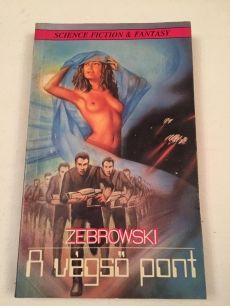 SCIENCE FICTION & FANTASY
ZEBROWSKI
A végső pont